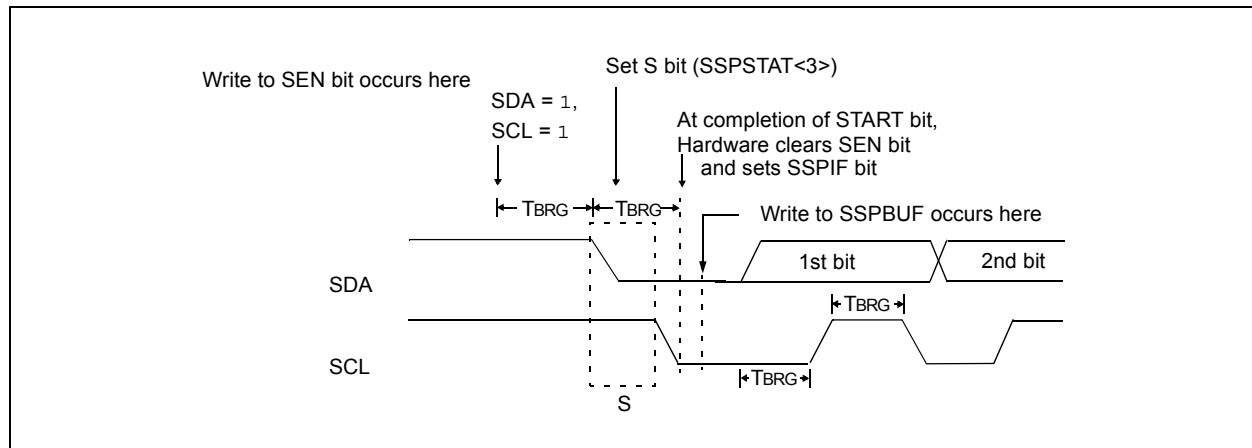 Write to SEN bit occurs here
Set S bit (SSPSTAT<3>)
SDA = 1,
SCL = 1
At completion of START bit,
Hardware clears SEN bit
and sets SSPIF bit
TBRG
TBRG
Write to SSPBUF occurs here
1st bit
2nd bit
SDA
TBRG
SCL
TBRG
S